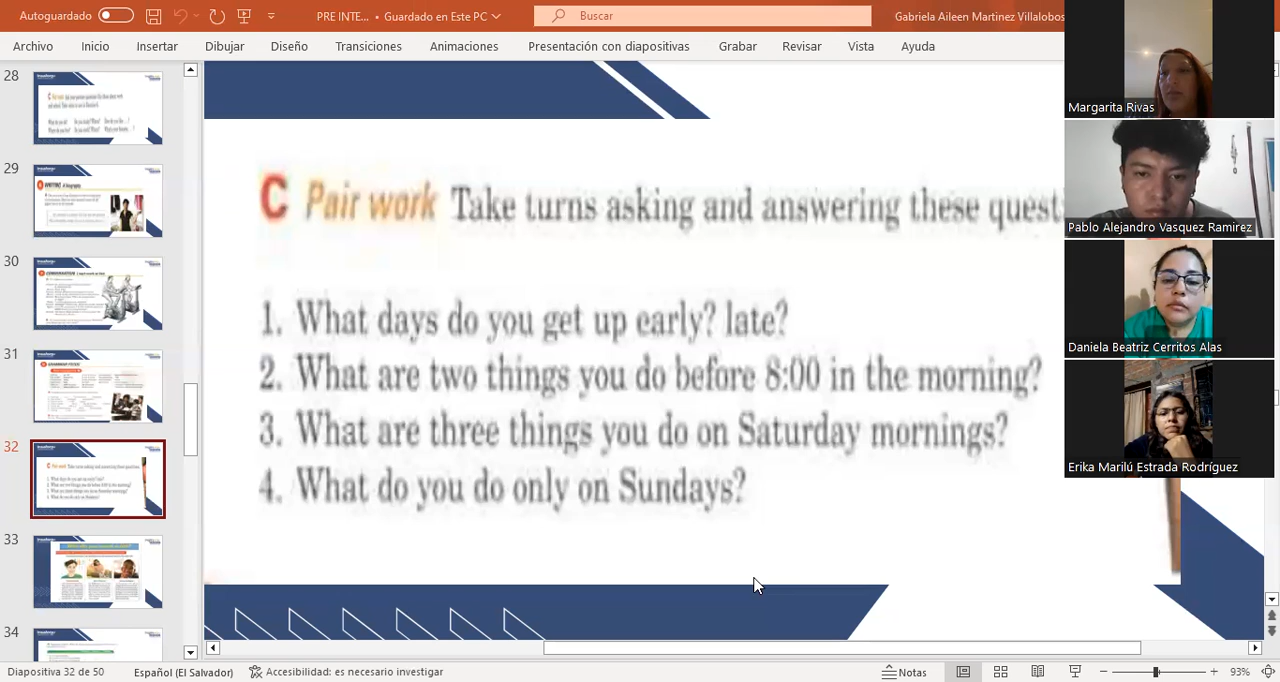 Autoguardado
PRE INTE... • Guardado en Este PC
Buscar
Gabriela Aileen Martinez Villalobos
Archivo Inicio Insertar Dibujar Diseño Transiciones Animaciones Presentación con diapositivas Grabar Revisar Vista Ayuda
28
29
30
31
32
33
34
C Pair work Take turns asking and answering these quest
1. What days do you get up early? late?
2. What are two things you do before 8:00 in the morning?
3. What are three things you do on Saturday mornings?
4. What do you do only on Sundays?
Margarita Rivas
Pablo Alejandro Vasquez Ramirez
Daniela Beatriz Cerritos Alas
Erika Marilú Estrada Rodríguez
Diapositiva 32 de 50 Español (El Salvador) Accesibilidad: es necesario investigar Notas 93%